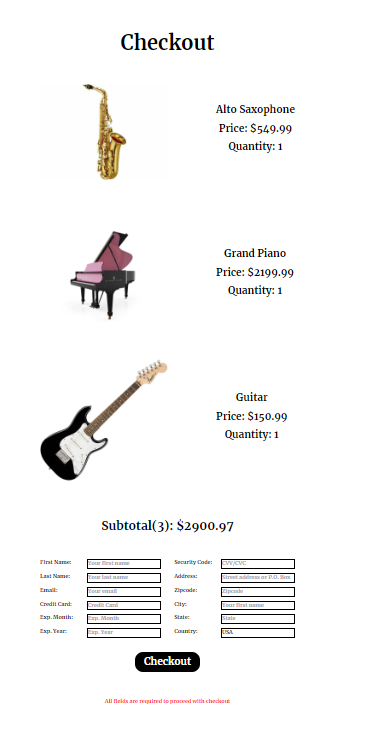 Checkout
Alto Saxophone
Price: $549.99
Quantity: 1
Grand Piano
Price: $2199.99
Quantity: 1
Guitar
Price: $150.99
Quantity: 1
Subtotal(3): $2900.97
First Name: Your first name
Last Name: Your last name
Email: Your email
Credit Card: Credit Card
Exp. Month: Exp. Month
Exp. Year: Exp. Year
Security Code: CVV/CVC
Address: Street address or P.O. Box
Zipcode: Zipcode
City: Your first name
State: State
Country: USA
Checkout
All fields are required to proceed with checkout